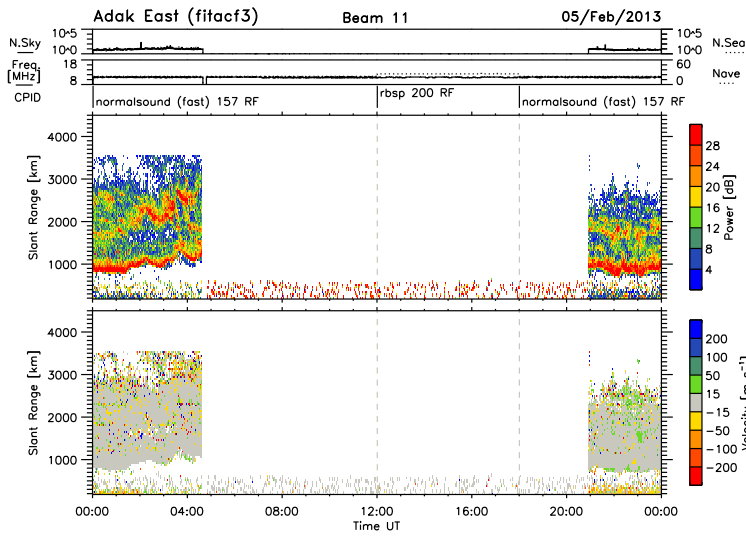 Adak East (fitacf3)
Beam 11
05/Feb/2013
N.Sky
10^5
10^0
10^5
10^0
N.Sea
Freq.
[MHz]
18
8
60
0
Nave
CPID
normalsound (fast) 157 RF
rbsp 200 RF
normalsound (fast) 157 RF
Slant Range [km]
4000
3000
2000
1000
28
24
20
16
12
8
4
Power [dB]
Slant Range [km]
4000
3000
2000
1000
200
100
50
15
-15
-50
-100
-200
Velocity [m s^-1]
00:00
04:00
08:00
12:00
16:00
20:00
00:00
Time UT